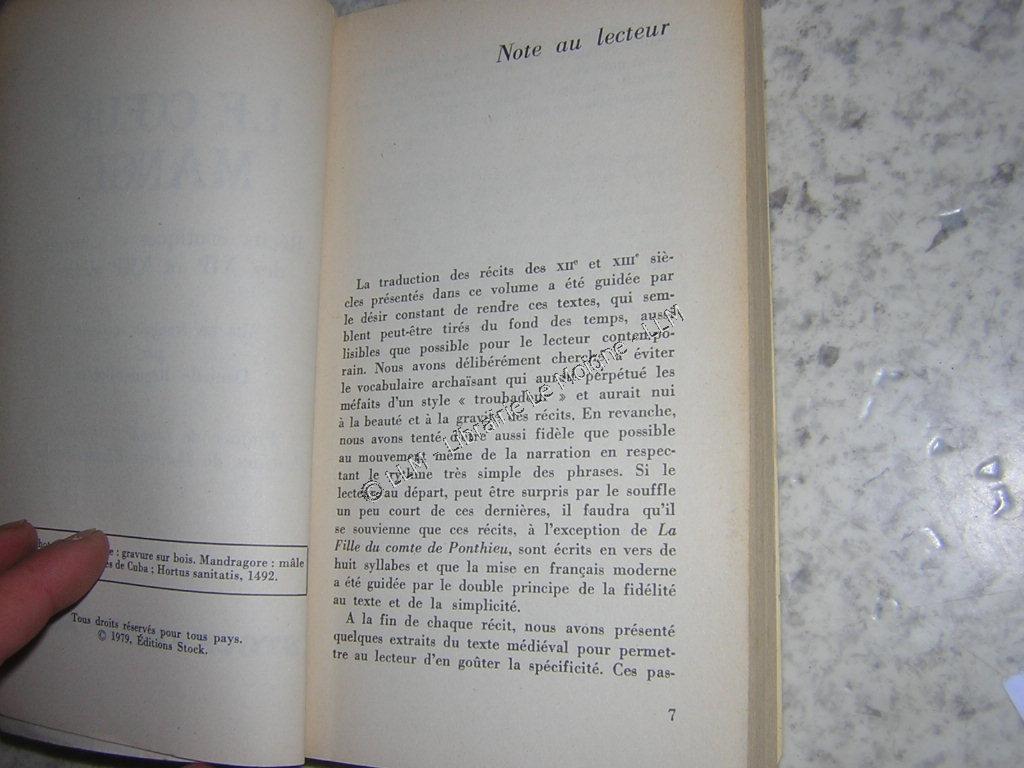 : gravure sur bois. Mandragore : mâle
de Cuba ; Hortus sanitatis, 1492.
Tous droits réservés pour tous pays.
© 1979, Éditions Stock.
Note au lecteur
La traduction des récits des XIIe et XIIIe siè-
cles présentés dans ce volume a été guidée par
le désir constant de rendre ces textes, qui sem-
blent peut-être tirés du fond des temps, aussi
lisibles que possible pour le lecteur contempo-
rain. Nous avons délibérément cherché à éviter
le vocabulaire archaïsant qui aurait perpétué les
méfaits d'un style « troubadour » et aurait nui
à la beauté et à la gravité des récits. En revanche,
nous avons tenté d'être aussi fidèle que possible
au mouvement même de la narration en respec-
tant le rythme très simple des phrases. Si le
lecteur, au départ, peut être surpris par le souffle
un peu court de ces dernières, il faudra qu'il
se souvienne que ces récits, à l'exception de La
Fille du comte de Ponthieu, sont écrits en vers de
huit syllabes et que la mise en français moderne
a été guidée par le double principe de la fidélité
au texte et de la simplicité.
A la fin de chaque récit, nous avons présenté
quelques extraits du texte médiéval pour permet-
tre au lecteur d'en goûter la spécificité. Ces pas-
7
© LLM - Librairie Le Molène - LLM